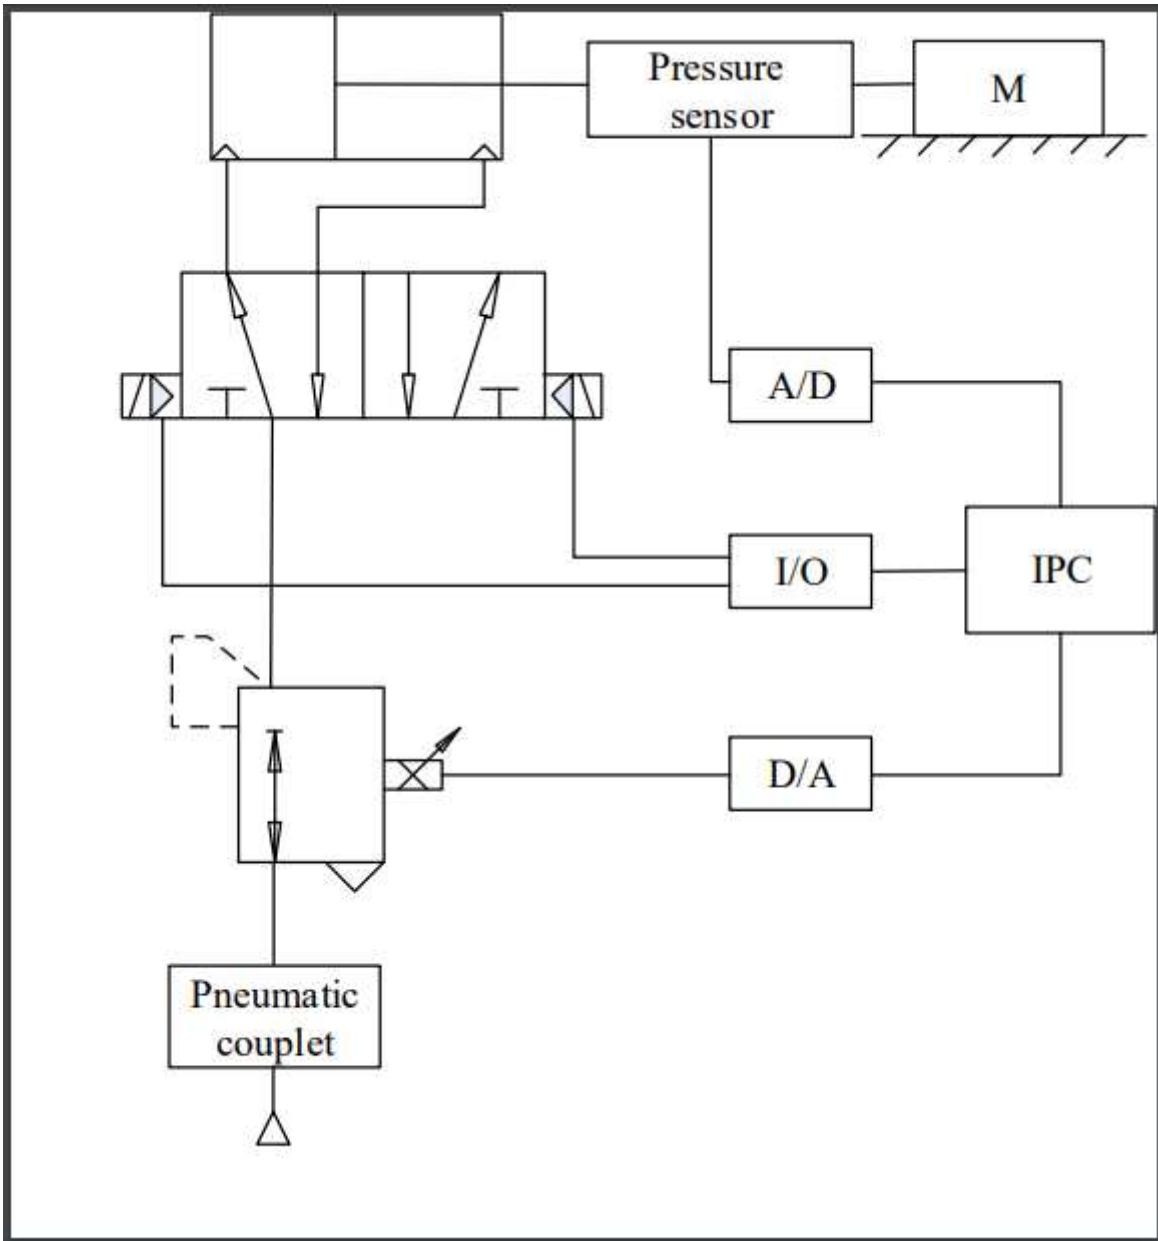 Pressure
sensor
M
A/D
I/O
IPC
D/A
Pneumatic
couplet